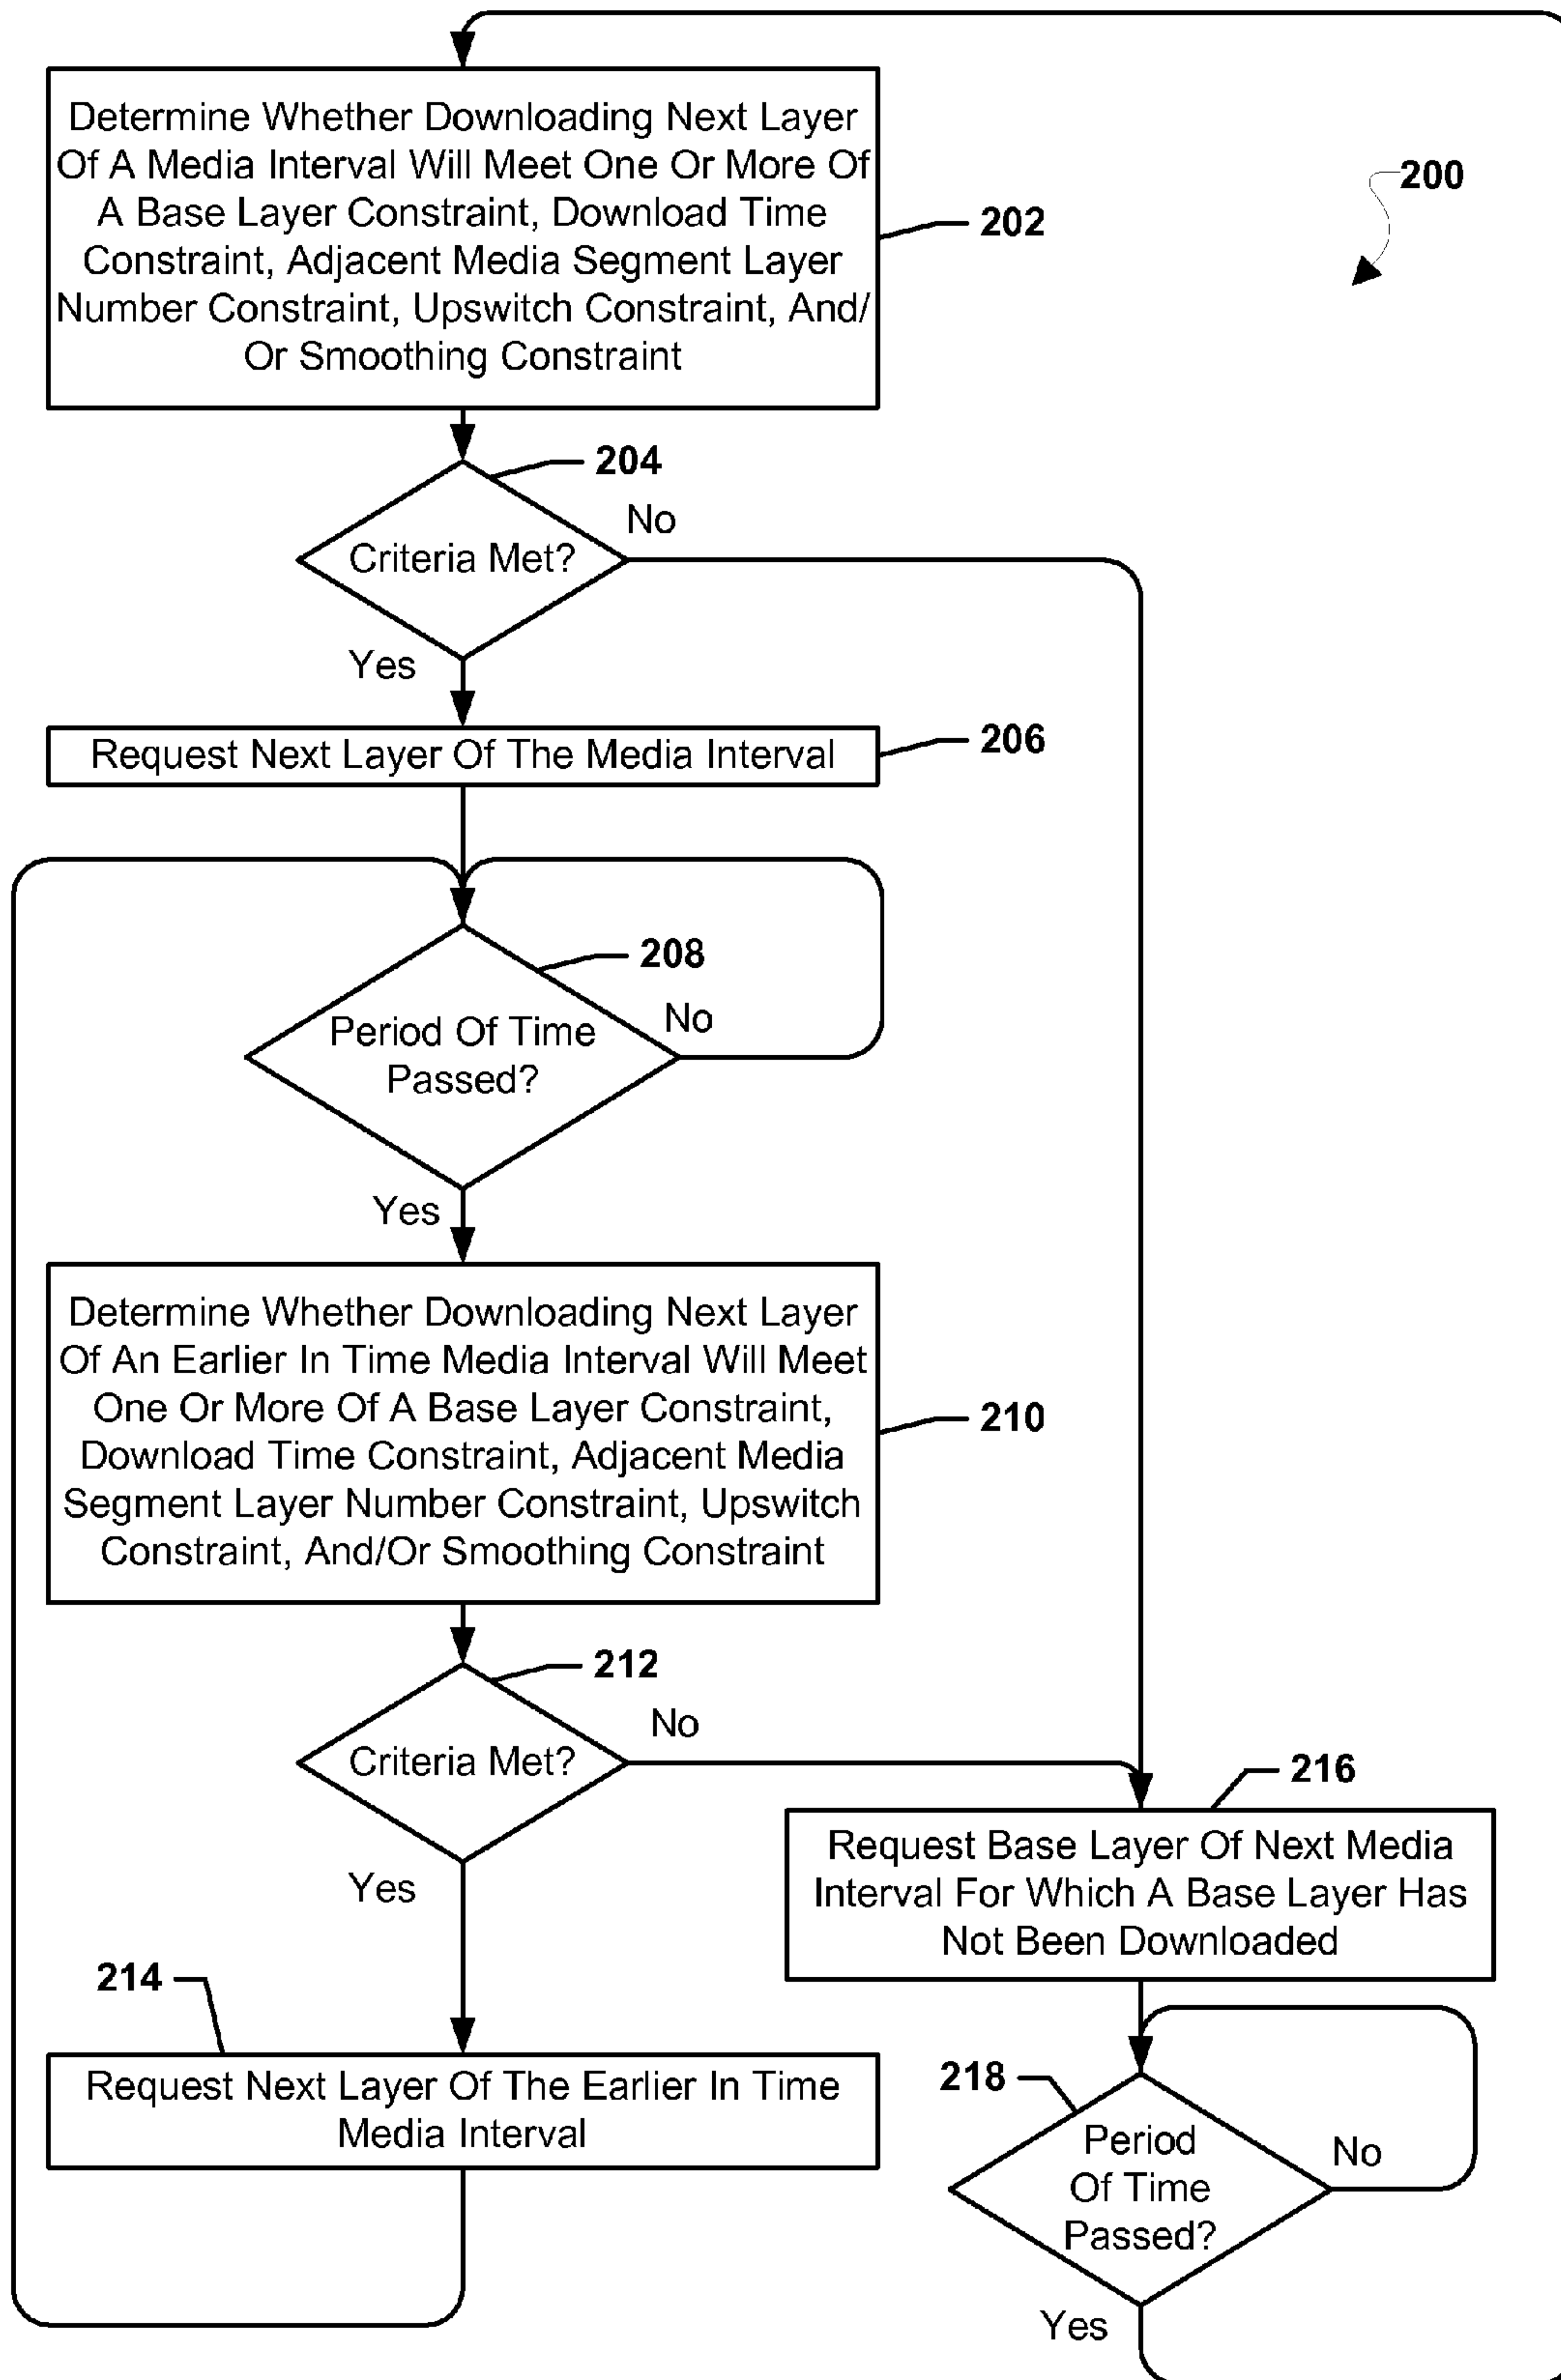 Determine Whether Downloading Next Layer
Of A Media Interval Will Meet One Or More Of
A Base Layer Constraint, Download Time
Constraint, Adjacent Media Segment Layer
Number Constraint, Upswitch Constraint, And/
Or Smoothing Constraint
200
202
204
No
Criteria Met?
Yes
Request Next Layer Of The Media Interval
206
208
No
Period Of Time
Passed?
Yes
Determine Whether Downloading Next Layer
Of An Earlier In Time Media Interval Will Meet
One Or More Of A Base Layer Constraint,
Download Time Constraint, Adjacent Media
Segment Layer Number Constraint, Upswitch
Constraint, And/Or Smoothing Constraint
210
212
No
Criteria Met?
Yes
216
Request Base Layer Of Next Media
Interval For Which A Base Layer Has
Not Been Downloaded
214
Request Next Layer Of The Earlier In Time
Media Interval
218
Period
Of Time
Passed?
No
Yes